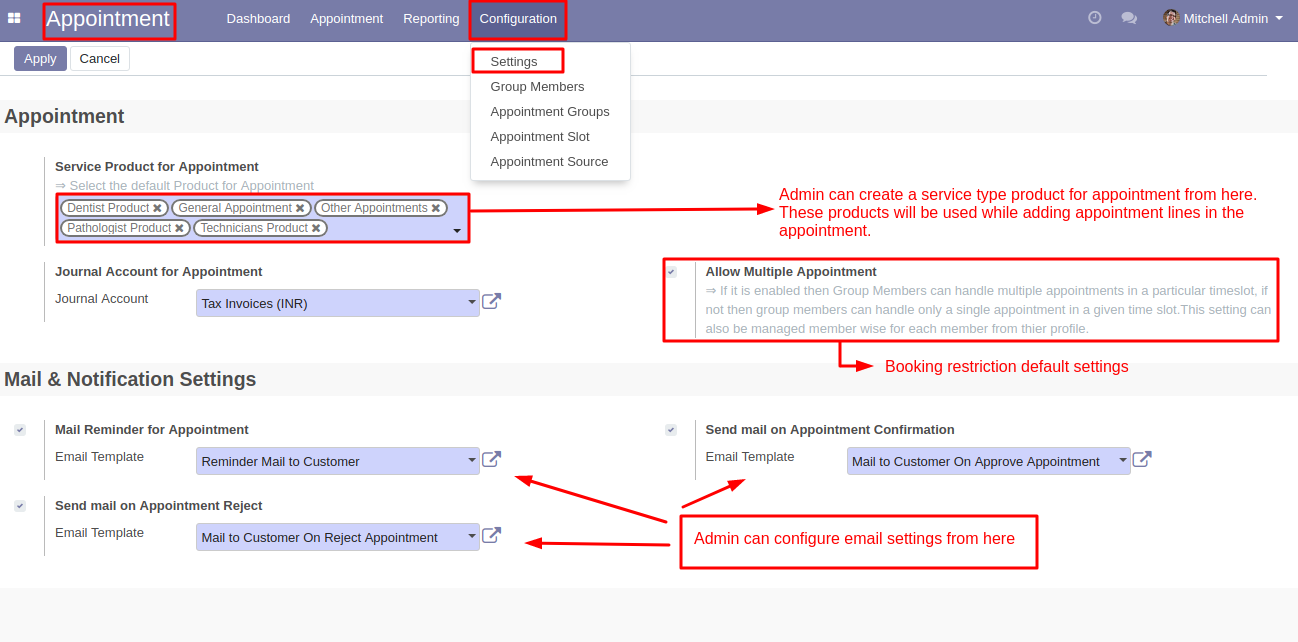 Appointment
Dashboard Appointment Reporting Configuration
Mitchell Admin
Apply Cancel
Settings
Group Members
Appointment Groups
Appointment Slot
Appointment Source
Appointment
Service Product for Appointment
⇒ Select the default Product for Appointment
Dentist Product ✖ General Appointment ✖ Other Appointments ✖
Pathologist Product ✖ Technicians Product ✖
Admin can create a service type product for appointment from here.
These products will be used while adding appointment lines in the
appointment.
Journal Account for Appointment
Journal Account Tax Invoices (INR)
Allow Multiple Appointment
⇒ If it is enabled then Group Members can handle multiple appointments in a particular timeslot, if
not then group members can handle only a single appointment in a given time slot.This setting can
also be managed member wise for each member from thier profile.
Booking restriction default settings
Mail & Notification Settings
Mail Reminder for Appointment
Email Template Reminder Mail to Customer
Send mail on Appointment Confirmation
Email Template Mail to Customer On Approve Appointment
Send mail on Appointment Reject
Email Template Mail to Customer On Reject Appointment
Admin can configure email settings from here